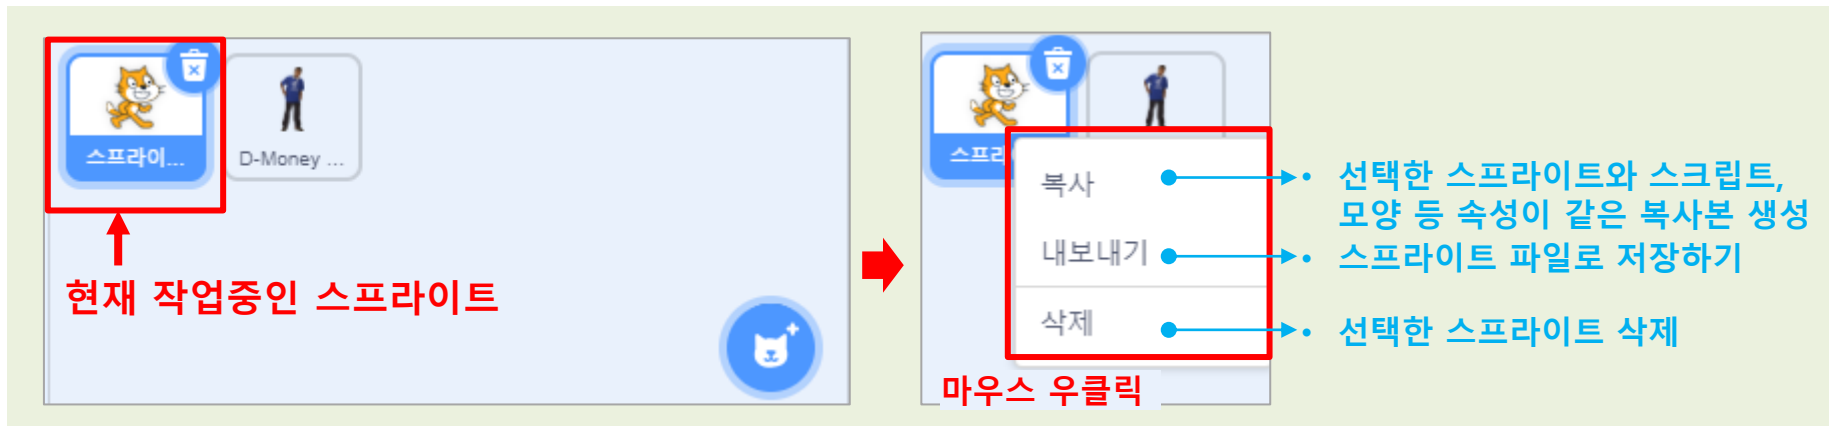 스프라이...
D-Money ...
현재 작업중인 스프라이트
스프라
복사
내보내기
삭제
마우스 우클릭
• 선택한 스프라이트와 스크립트,
모양 등 속성이 같은 복사본 생성
• 스프라이트 파일로 저장하기
• 선택한 스프라이트 삭제